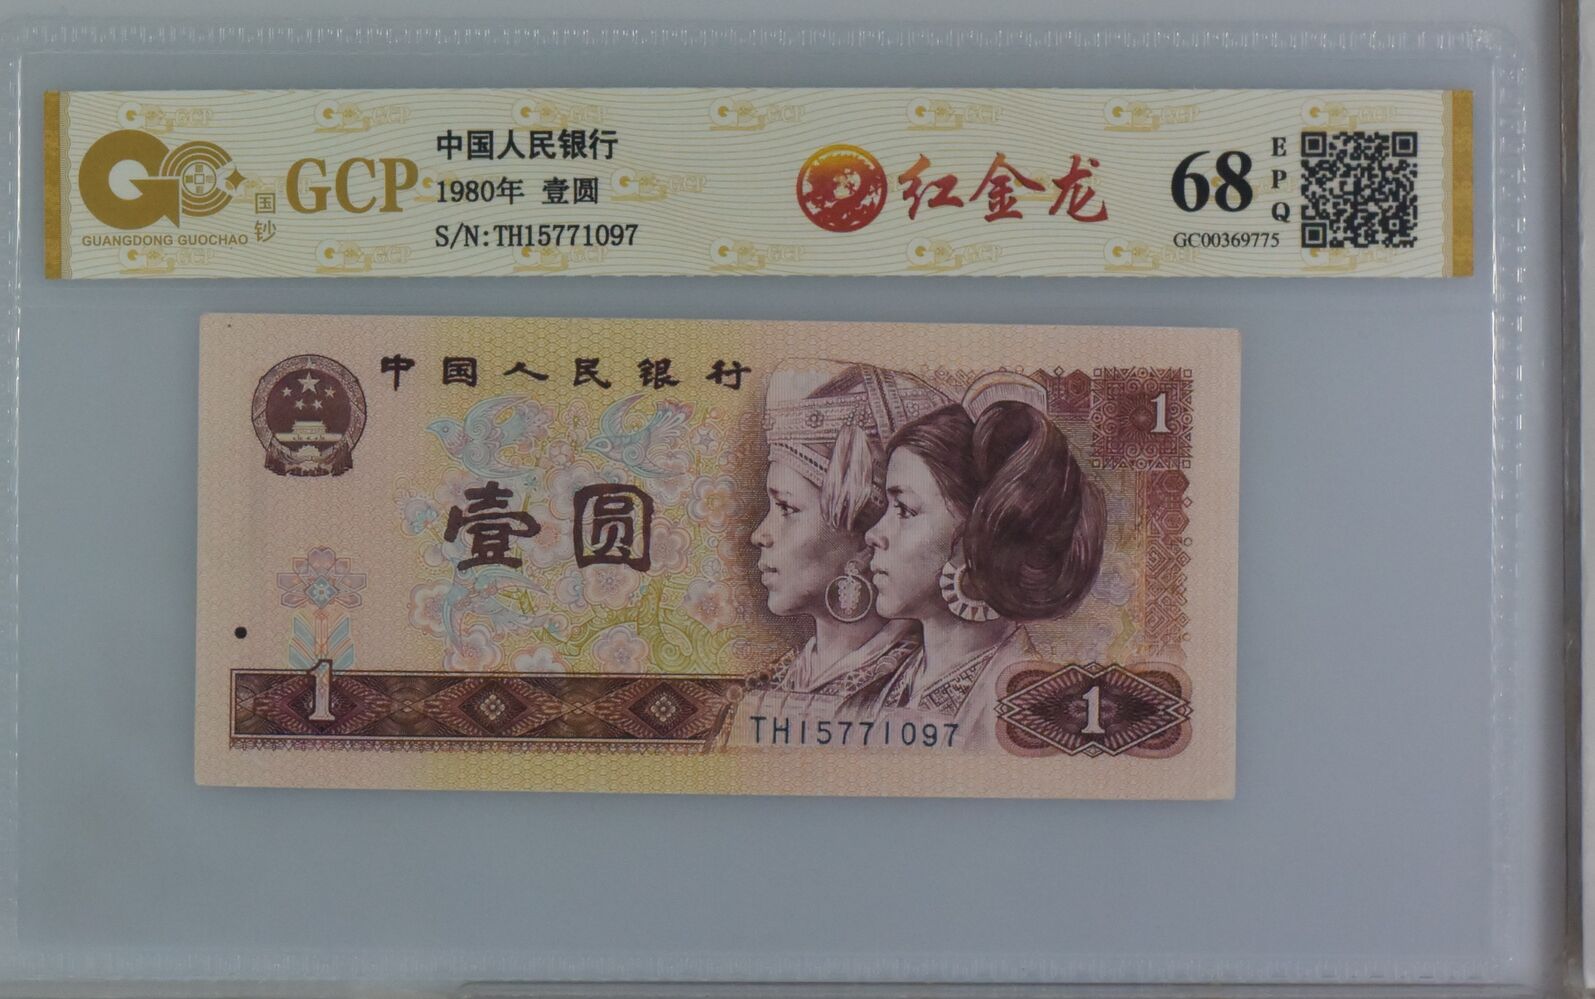 GUANGDONG GUOCHAO
国钞
GCP
中国人民银行
1980年 壹圆
S/N:TH15771097
红金龙
68
EPQ
GC00369775
中国人民银行
1
壹圆
1
TH15771097
1